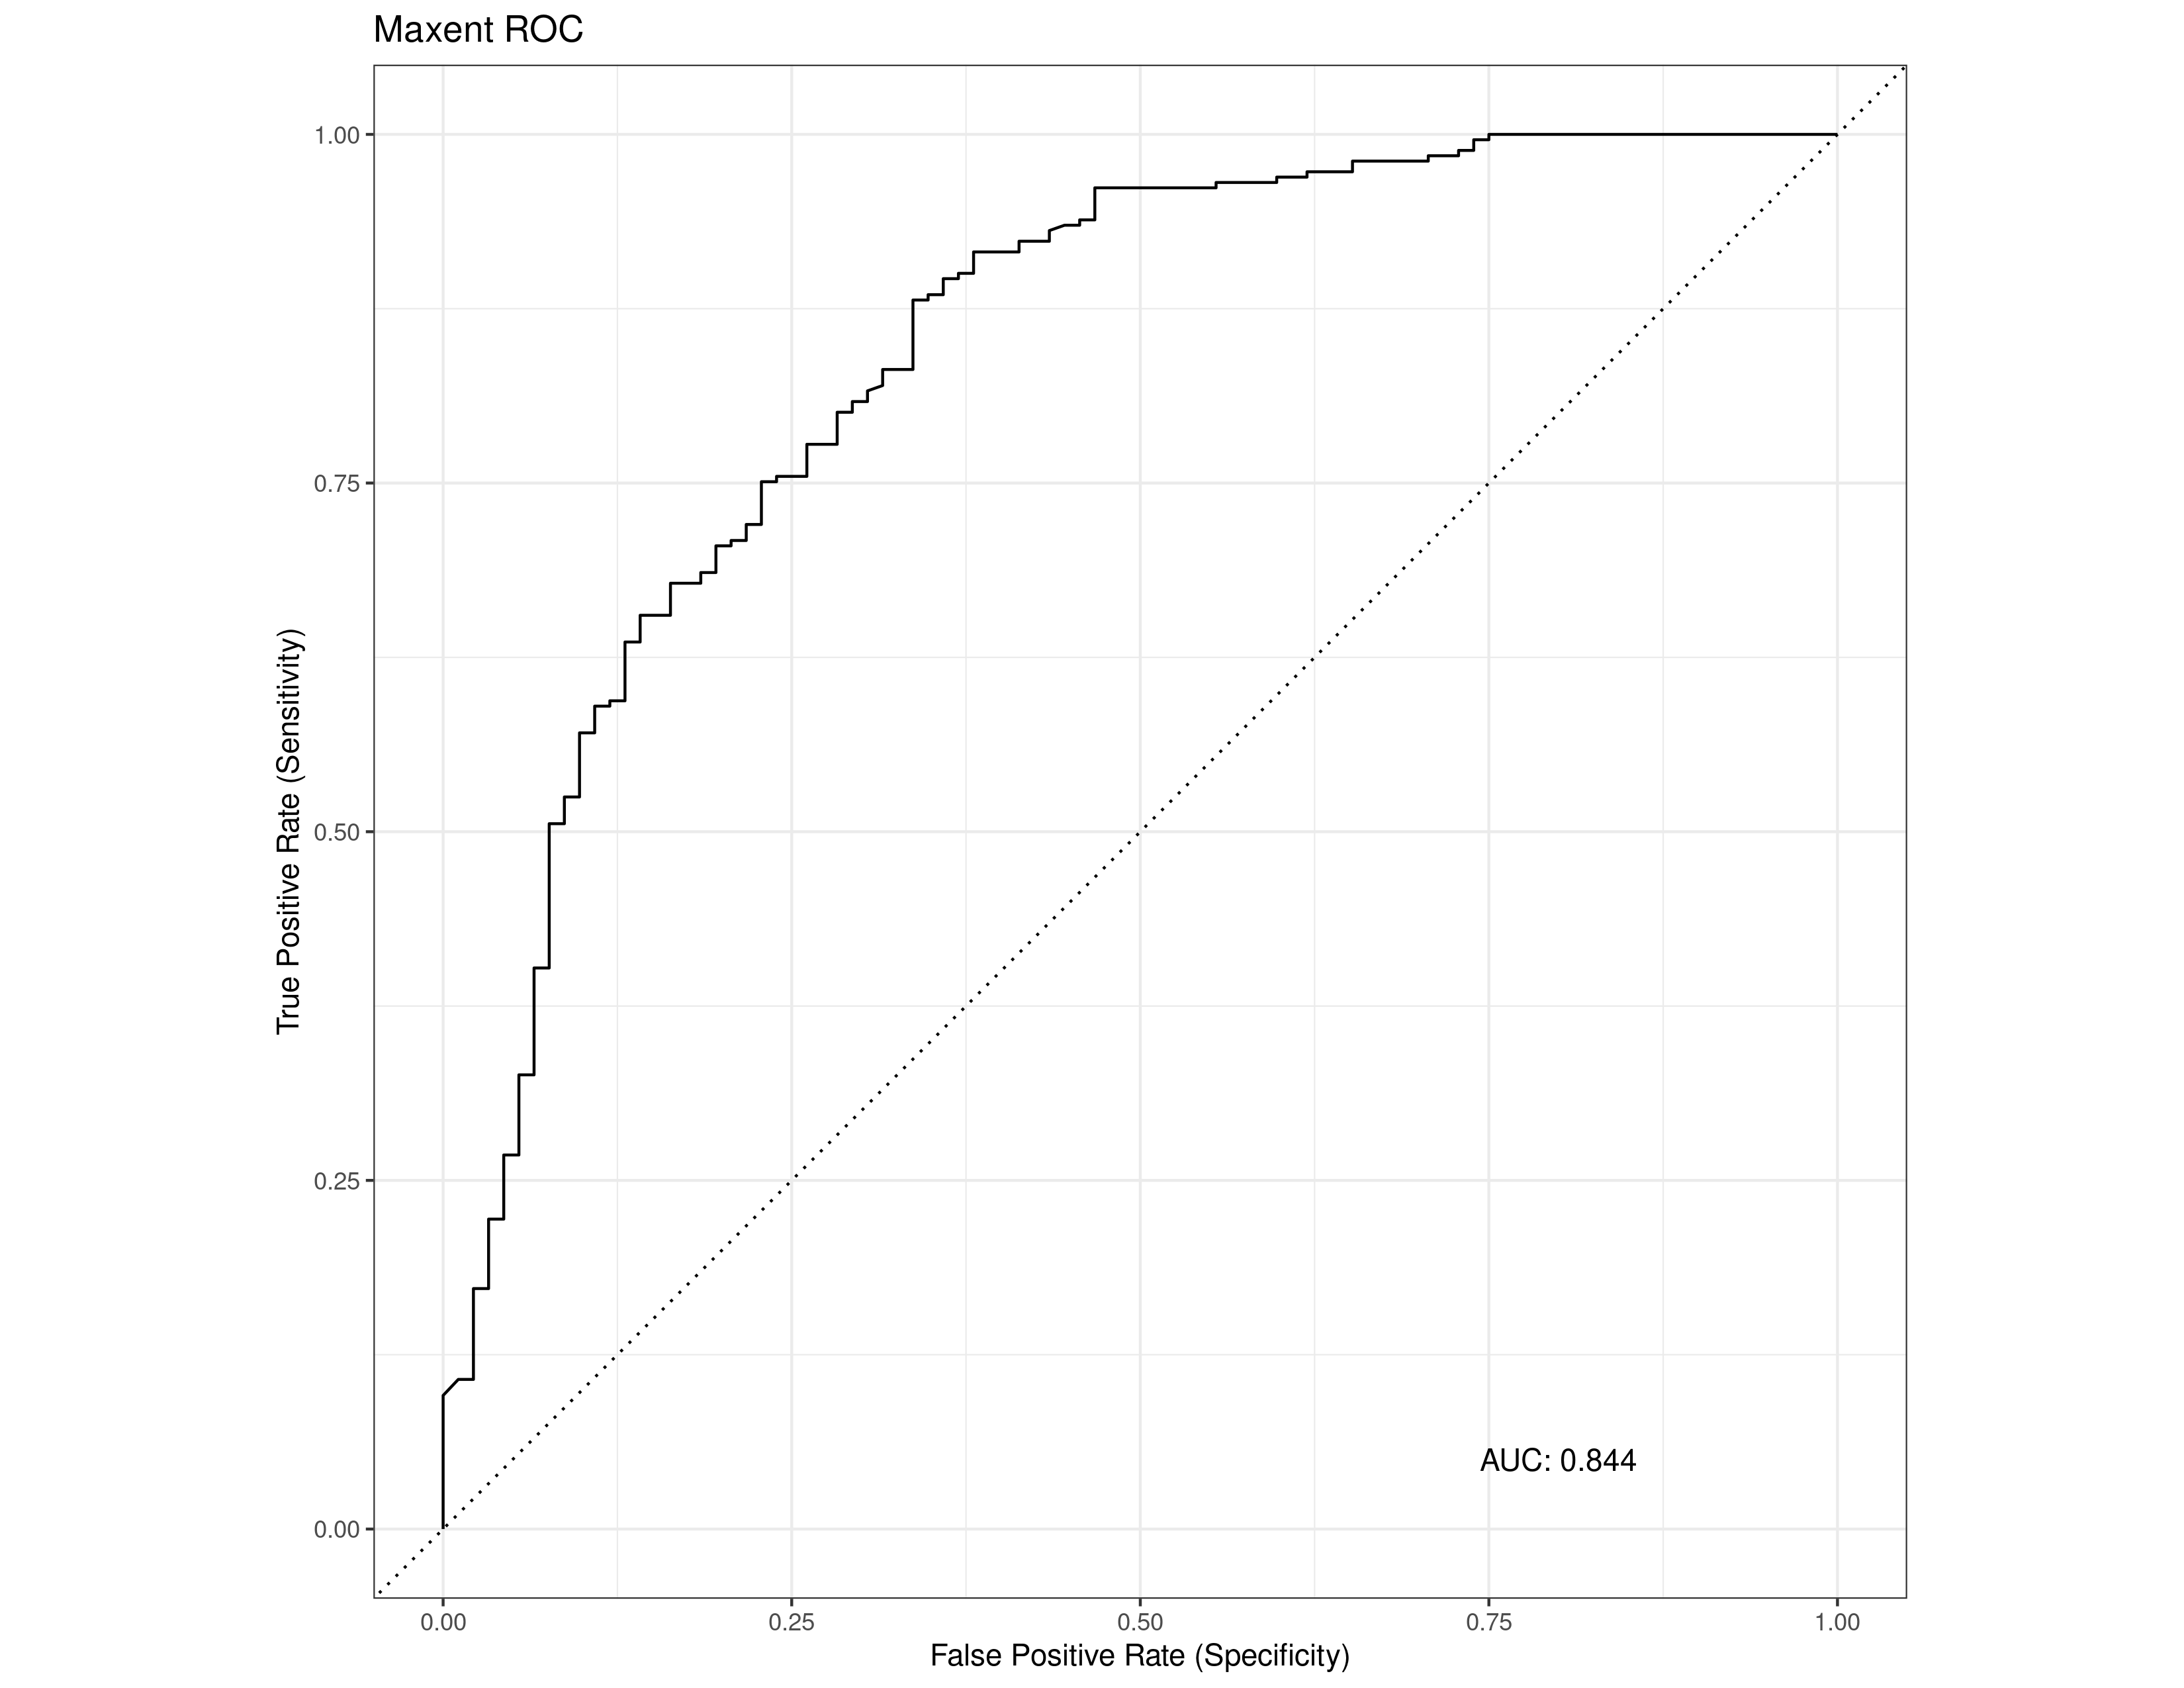 Maxent ROC
1.00
0.75
0.50
0.25
0.00
True Positive Rate (Sensitivity)
AUC: 0.844
0.00 0.25 0.50 0.75 1.00
False Positive Rate (Specificity)